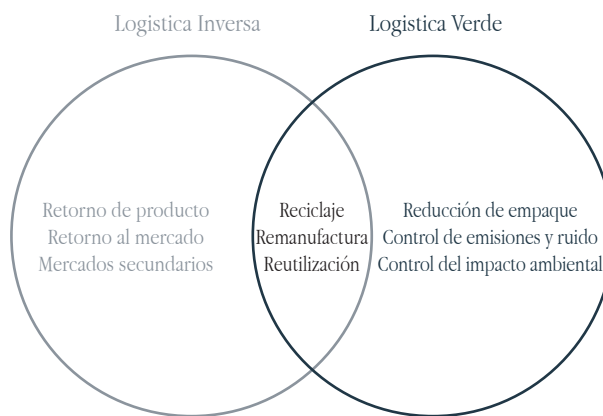 Logistica Inversa
Logistica Verde
Retorno de producto
Retorno al mercado
Mercados secundarios
Reciclaje
Remanufactura
Reutilización
Reducción de empaque
Control de emisiones y ruido
Control del impacto ambiental